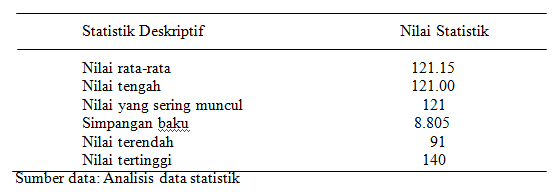 Statistik Deskriptif Nilai Statistik
Nilai rata-rata 121.15
Nilai tengah 121.00
Nilai yang sering muncul 121
Simpangan baku 8.805
Nilai terendah 91
Nilai tertinggi 140
Sumber data: Analisis data statistik